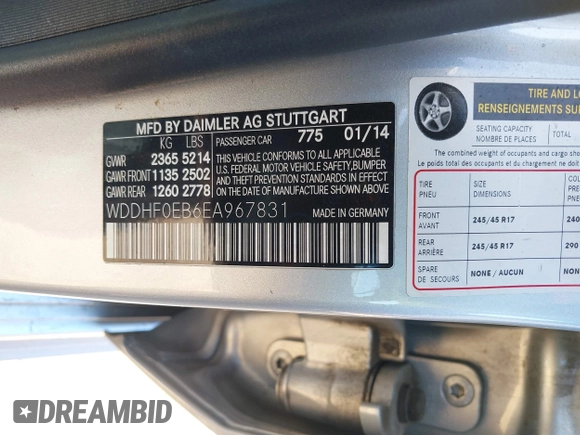 MFD BY DAIMLER AG STUTTGART
KG LBS PASSENGER CAR 775 01/14
GVWR 2365 5214
GAWR FRONT 1135 2502
GAWR REAR 1260 2778
THIS VEHICLE CONFORMS TO ALL APPLICABLE
U.S. FEDERAL MOTOR VEHICLE SAFETY,BUMPER
AND THEFT PREVENTION STANDARDS IN EFFECT
ON THE DATE OF MANUFACTURE SHOWN ABOVE
WDDHF0EB6EA967831 MADE IN GERMANY
TIRE AND
RENSEIGNEMENTS
SEATING CAPACITY
NOMBRE DE PLACES
TOTAL
The combined weight of occupants and cargo
Le poids total des occupants et du chargement ne doit
TIRE
PNEU
SIZE
DIMENSIONS
FRONT
AVANT
245/45 R17
240
REAR
ARRIÈRE
245/45 R17
290
SPARE
DE SECOURS
NONE / AUCUN
DREAMBID